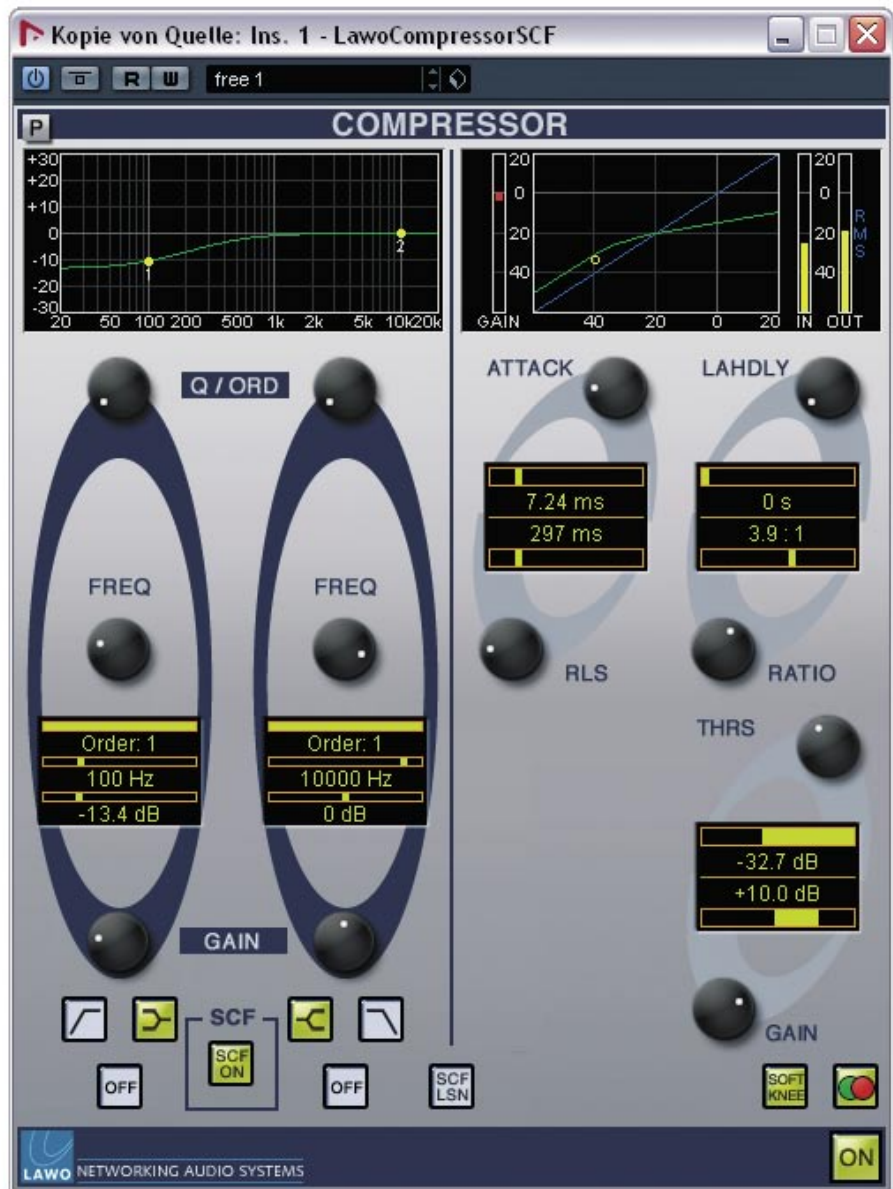 Kopie von Quelle: Ins. 1 - LawoCompressorSCF
R W free 1
P COMPRESSOR
+30
+20
+10
0
-10
-20
-30
1
2
20 50 100 200 500 1k 2k 5k 10k20k
20
0
20
40
GAIN 40 20 0 20 IN OUT
20
0
20
40
RMS
Q / ORD
FREQ FREQ
Order: 1
100 Hz
-13.4 dB
Order: 1
10000 Hz
0 dB
GAIN
SCF
SCF ON
OFF OFF
SCF LSN
ATTACK LAHDLY
7.24 ms
297 ms
0 s
3.9 : 1
RLS RATIO
THRS
-32.7 dB
+10.0 dB
GAIN
SOFT KNEE
LAWO NETWORKING AUDIO SYSTEMS
ON